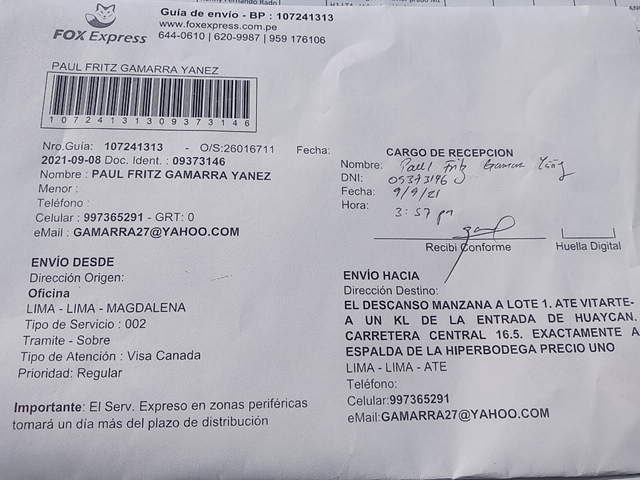 Guía de envío - BP : 107241313
www.foxexpress.com.pe
644-0610 | 620-9987 | 959 176106
FOX Express
PAUL FRITZ GAMARRA YANEZ
10724131309373146
Nro.Guía: 107241313 - O/S:26016711 Fecha:
2021-09-08 Doc. Ident. : 09373146
Nombre : PAUL FRITZ GAMARRA YANEZ
Menor :
Teléfono :
Celular : 997365291 - GRT: 0
eMail : GAMARRA27@YAHOO.COM
CARGO DE RECEPCION
Nombre: Paul Fritz Gamarra Yáñez
DNI: 09373146
Fecha: 9/9/21
Hora: 3:57 pm
Recibi Conforme
Huella Digital
ENVÍO DESDE
Dirección Origen:
Oficina
LIMA - LIMA - MAGDALENA
Tipo de Servicio : 002
Tramite - Sobre
Tipo de Atención : Visa Canada
Prioridad: Regular
Importante: El Serv. Expreso en zonas periféricas
tomará un día más del plazo de distribución
ENVÍO HACIA
Dirección Destino:
EL DESCANSO MANZANA A LOTE 1. ATE VITARTE-
A UN KL DE LA ENTRADA DE HUAYCAN.
CARRETERA CENTRAL 16.5. EXACTAMENTE A
ESPALDA DE LA HIPERBODEGA PRECIO UNO
LIMA - LIMA - ATE
Teléfono:
Celular:997365291
eMail:GAMARRA27@YAHOO.COM